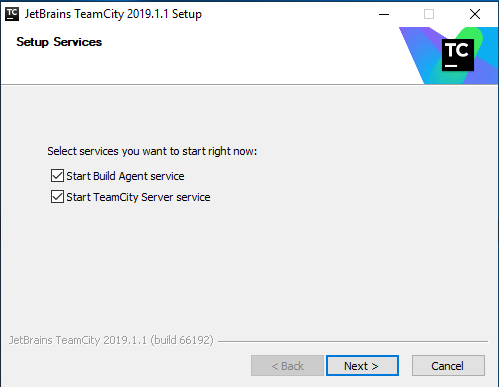 JetBrains TeamCity 2019.1.1 Setup
Setup Services
TC
Select services you want to start right now:
Start Build Agent service
Start TeamCity Server service
JetBrains TeamCity 2019.1.1 (build 66192)
< Back
Next >
Cancel